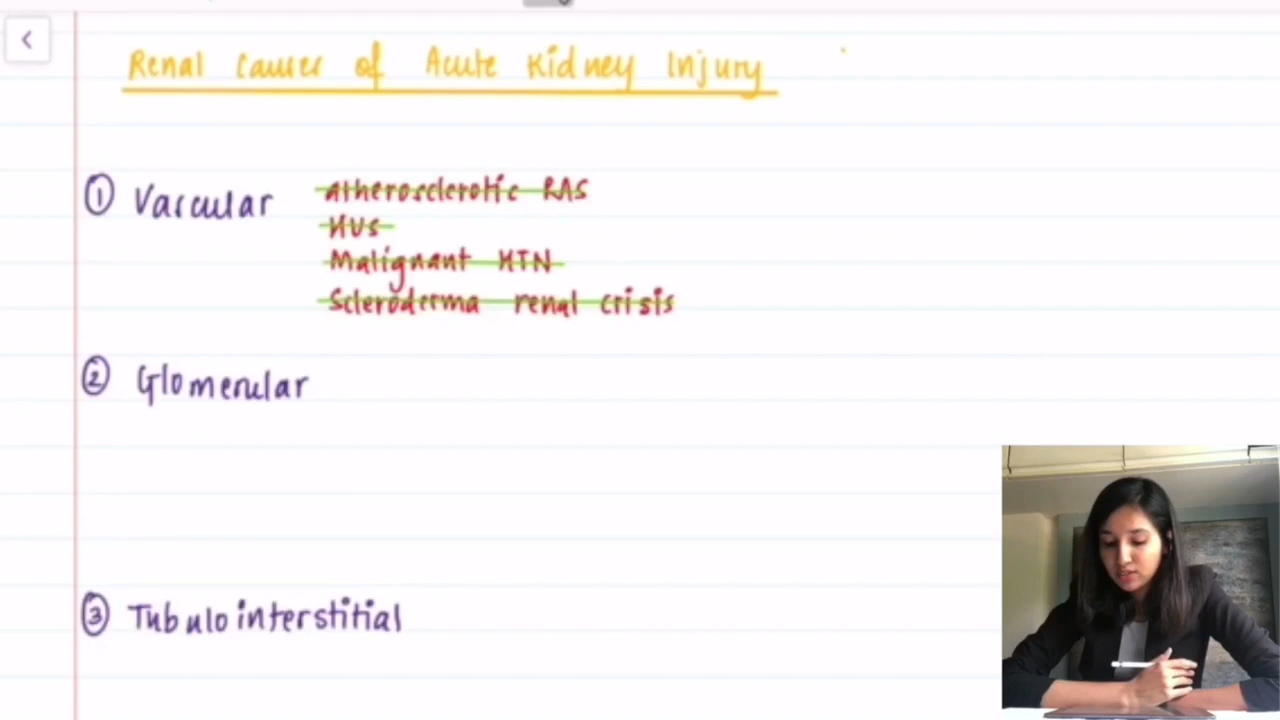 Renal Causes of Acute Kidney Injury
① Vascular
atherosclerotic RAS
HUS
Malignant HTN
Scleroderma renal crisis
② Glomerular
③ Tubulointerstitial